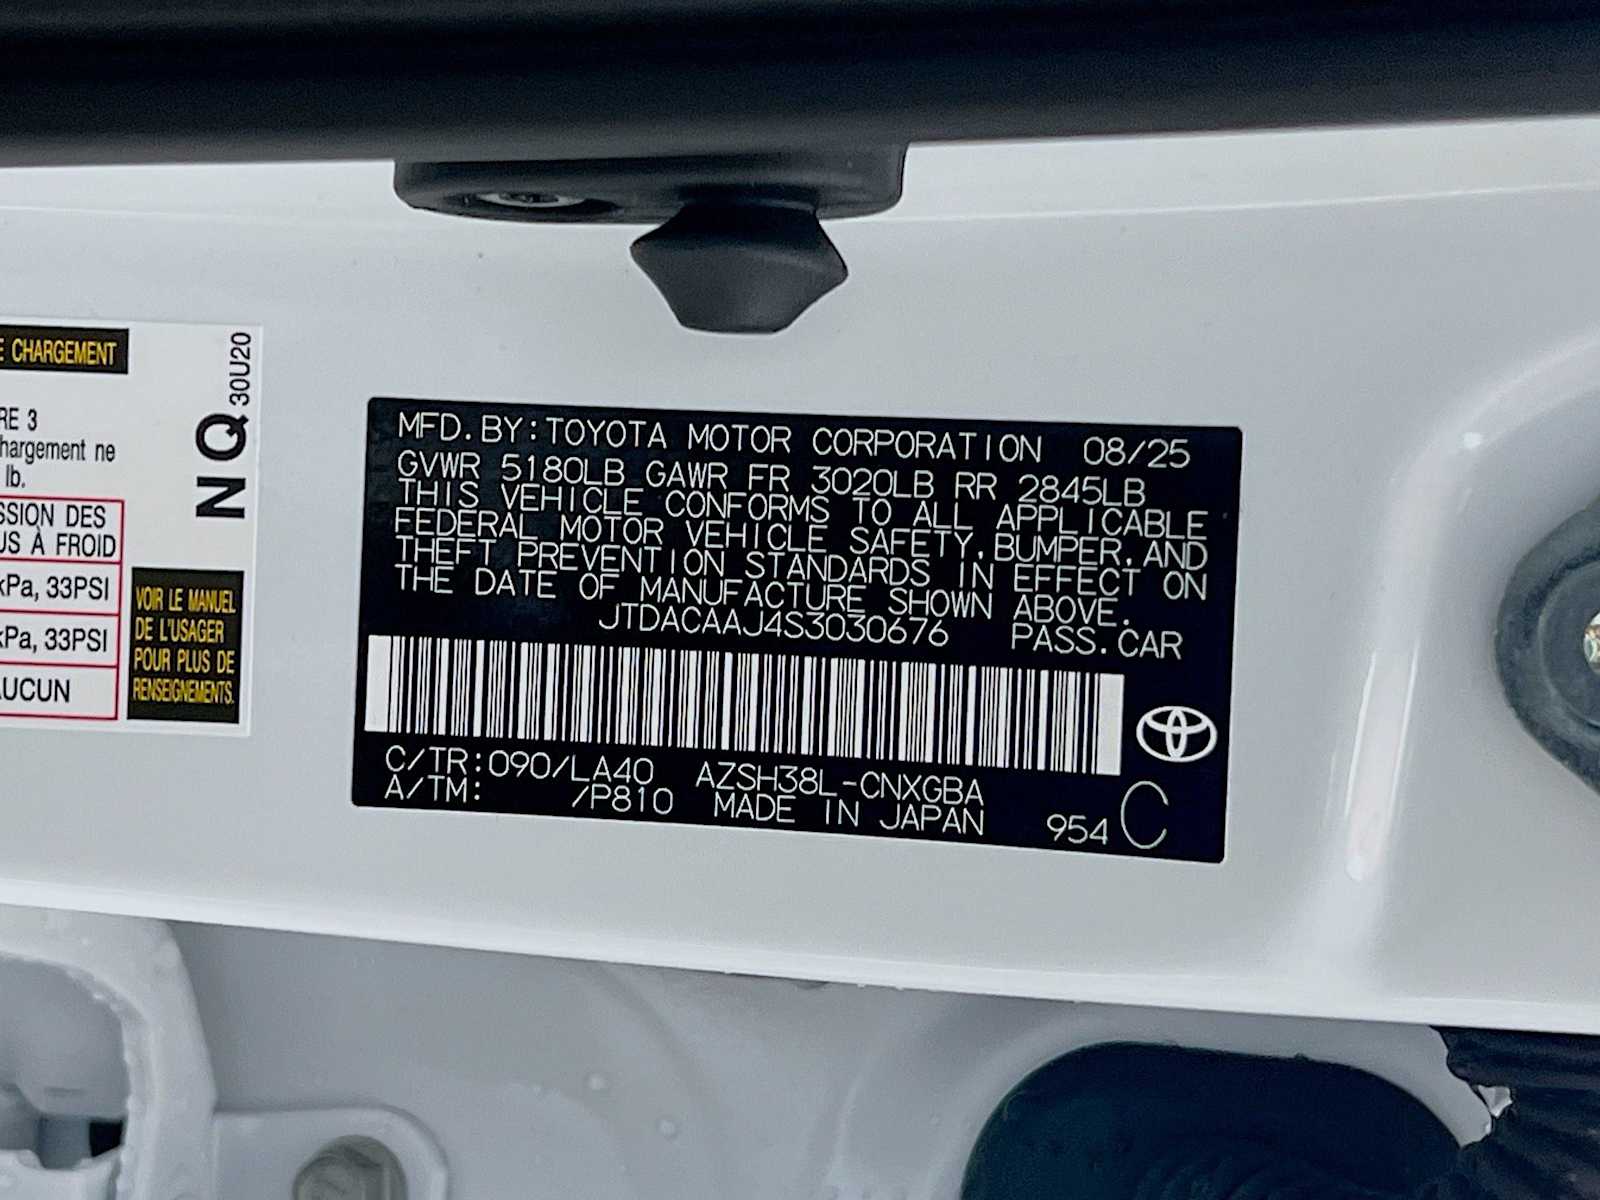 E CHARGEMENT
RE 3
hargement ne
lb.
SSION DES
US À FROID
kPa, 33PSI
kPa, 33PSI
AUCUN
NQ 30U20
VOIR LE MANUEL
DE L'USAGER
POUR PLUS DE
RENSEIGNEMENTS.
MFD.BY:TOYOTA MOTOR CORPORATION 08/25
GVWR 5180LB GAWR FR 3020LB RR 2845LB
THIS VEHICLE CONFORMS TO ALL APPLICABLE
FEDERAL MOTOR VEHICLE SAFETY,BUMPER,AND
THEFT PREVENTION STANDARDS IN EFFECT ON
THE DATE OF MANUFACTURE SHOWN ABOVE.
JTDACAAJ4S3030676 PASS.CAR
C/TR:090/LA40 AZSH38L-CNXGBA
A/TM: /P810 MADE IN JAPAN 954 C